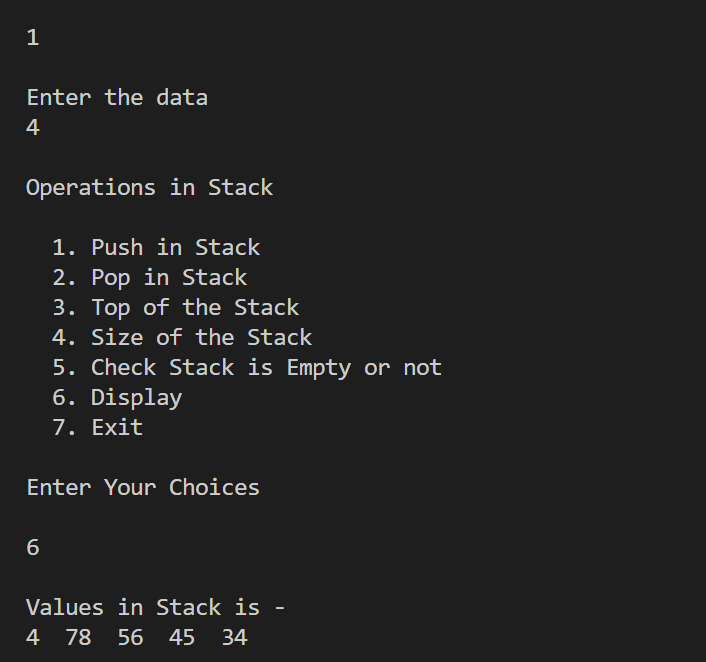 1
Enter the data
4
Operations in Stack
1. Push in Stack
2. Pop in Stack
3. Top of the Stack
4. Size of the Stack
5. Check Stack is Empty or not
6. Display
7. Exit
Enter Your Choices
6
Values in Stack is -
4  78  56  45  34